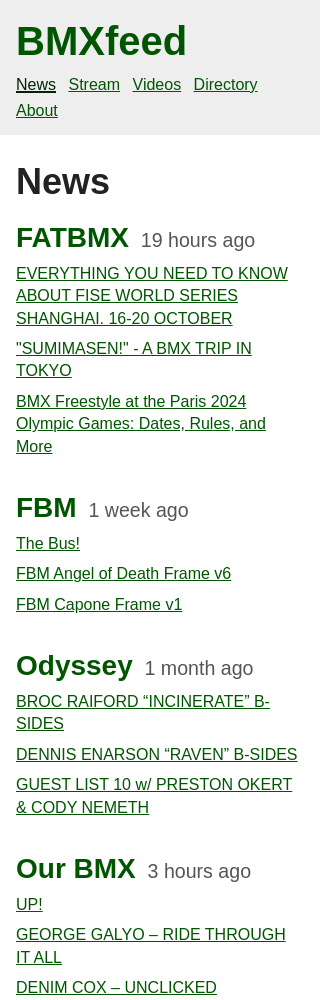 BMXfeed
News Stream Videos Directory
About
News
FATBMX 19 hours ago
EVERYTHING YOU NEED TO KNOW
ABOUT FISE WORLD SERIES
SHANGHAI. 16-20 OCTOBER
"SUMIMASEN!" - A BMX TRIP IN
TOKYO
BMX Freestyle at the Paris 2024
Olympic Games: Dates, Rules, and
More
FBM 1 week ago
The Bus!
FBM Angel of Death Frame v6
FBM Capone Frame v1
Odyssey 1 month ago
BROC RAIFORD “INCINERATE” B-
SIDES
DENNIS ENARSON “RAVEN” B-SIDES
GUEST LIST 10 w/ PRESTON OKERT
& CODY NEMETH
Our BMX 3 hours ago
UP!
GEORGE GALYO – RIDE THROUGH
IT ALL
DENIM COX – UNCLICKED